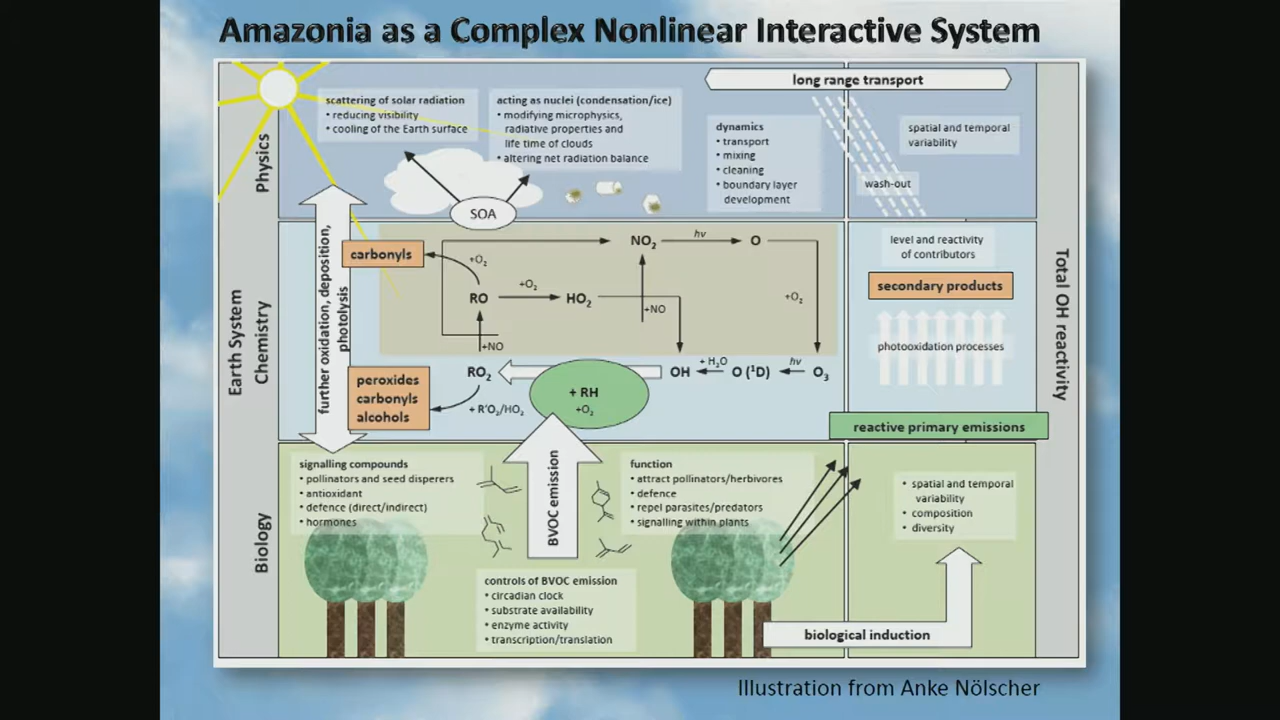 Amazonia as a Complex Nonlinear Interactive System
Earth System
Physics
scattering of solar radiation
• reducing visibility
• cooling of the Earth surface
acting as nuclei (condensation/ice)
• modifying microphysics,
radiative properties and
life time of clouds
• altering net radiation balance
SOA
dynamics
• transport
• mixing
• cleaning
• boundary layer
development
long range transport
spatial and temporal
variability
wash-out
Chemistry
further oxidation, deposition,
photolysis
carbonyls
+O₂
RO
+O₂
HO₂
+NO
NO₂
hv
O
+O₂
+NO
RO₂
+ RH
+O₂
OH
+ H₂O
O (¹D)
hv
O₃
peroxides
carbonyls
alcohols
+ R'O₂/HO₂
level and reactivity
of contributors
secondary products
photooxidation processes
reactive primary emissions
Total OH reactivity
Biology
signalling compounds
• pollinators and seed disperers
• antioxidant
• defence (direct/indirect)
• hormones
BVOC emission
function
• attract pollinators/herbivores
• defence
• repel parasites/predators
• signalling within plants
controls of BVOC emission
• circadian clock
• substrate availability
• enzyme activity
• transcription/translation
• spatial and temporal
variability
• composition
• diversity
biological induction
Illustration from Anke Nölscher